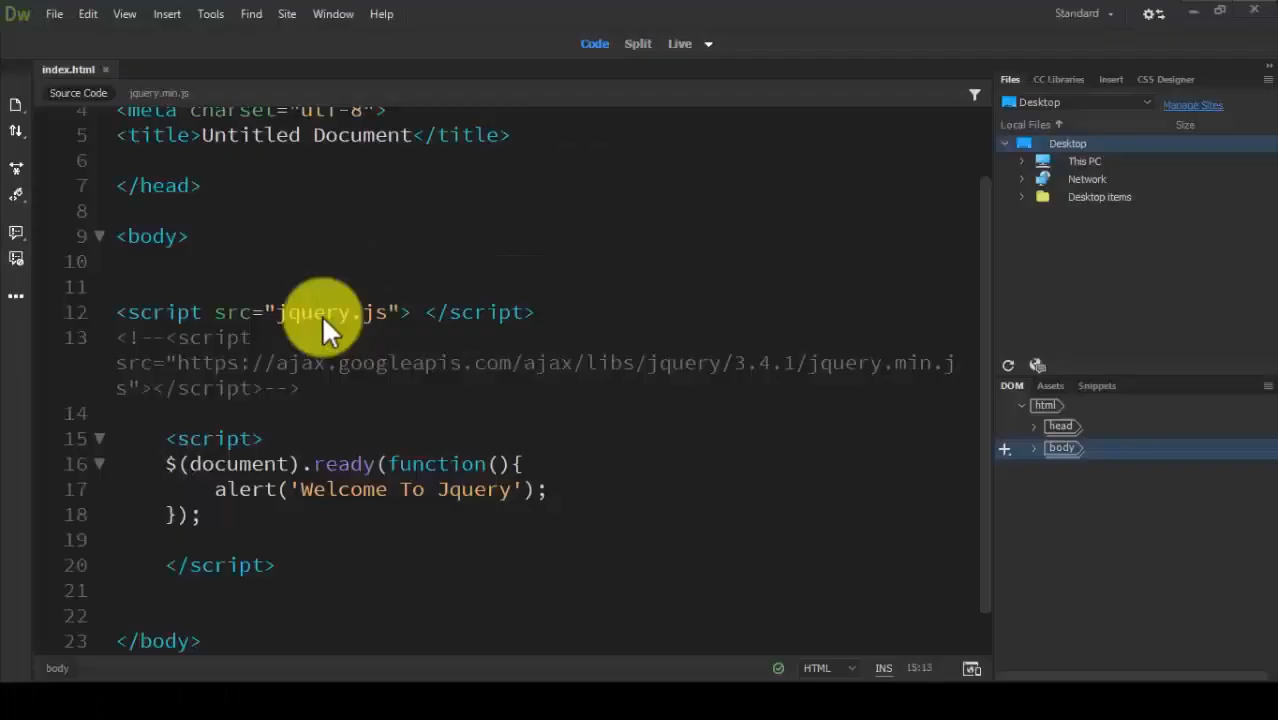 Dw File Edit View Insert Tools Find Site Window Help Standard
Code Split Live
index.html
Files CC Libraries Insert CSS Designer
Source Code jquery.min.js
Desktop Manage Sites
Local Files Size
Desktop
This PC
Network
Desktop items
4 <meta charset="utf-8">
5 <title>Untitled Document</title>
6
7 </head>
8
9 <body>
10
11
12 <script src="jquery.js"> </script>
13 <!--<script
src="https://ajax.googleapis.com/ajax/libs/jquery/3.4.1/jquery.min.j
s"></script>-->
14
15 <script>
16 $(document).ready(function(){
17 alert('Welcome To Jquery');
18 });
19
20 </script>
21
22
23 </body>
DOM Assets Snippets
html
head
body
body HTML INS 15:13